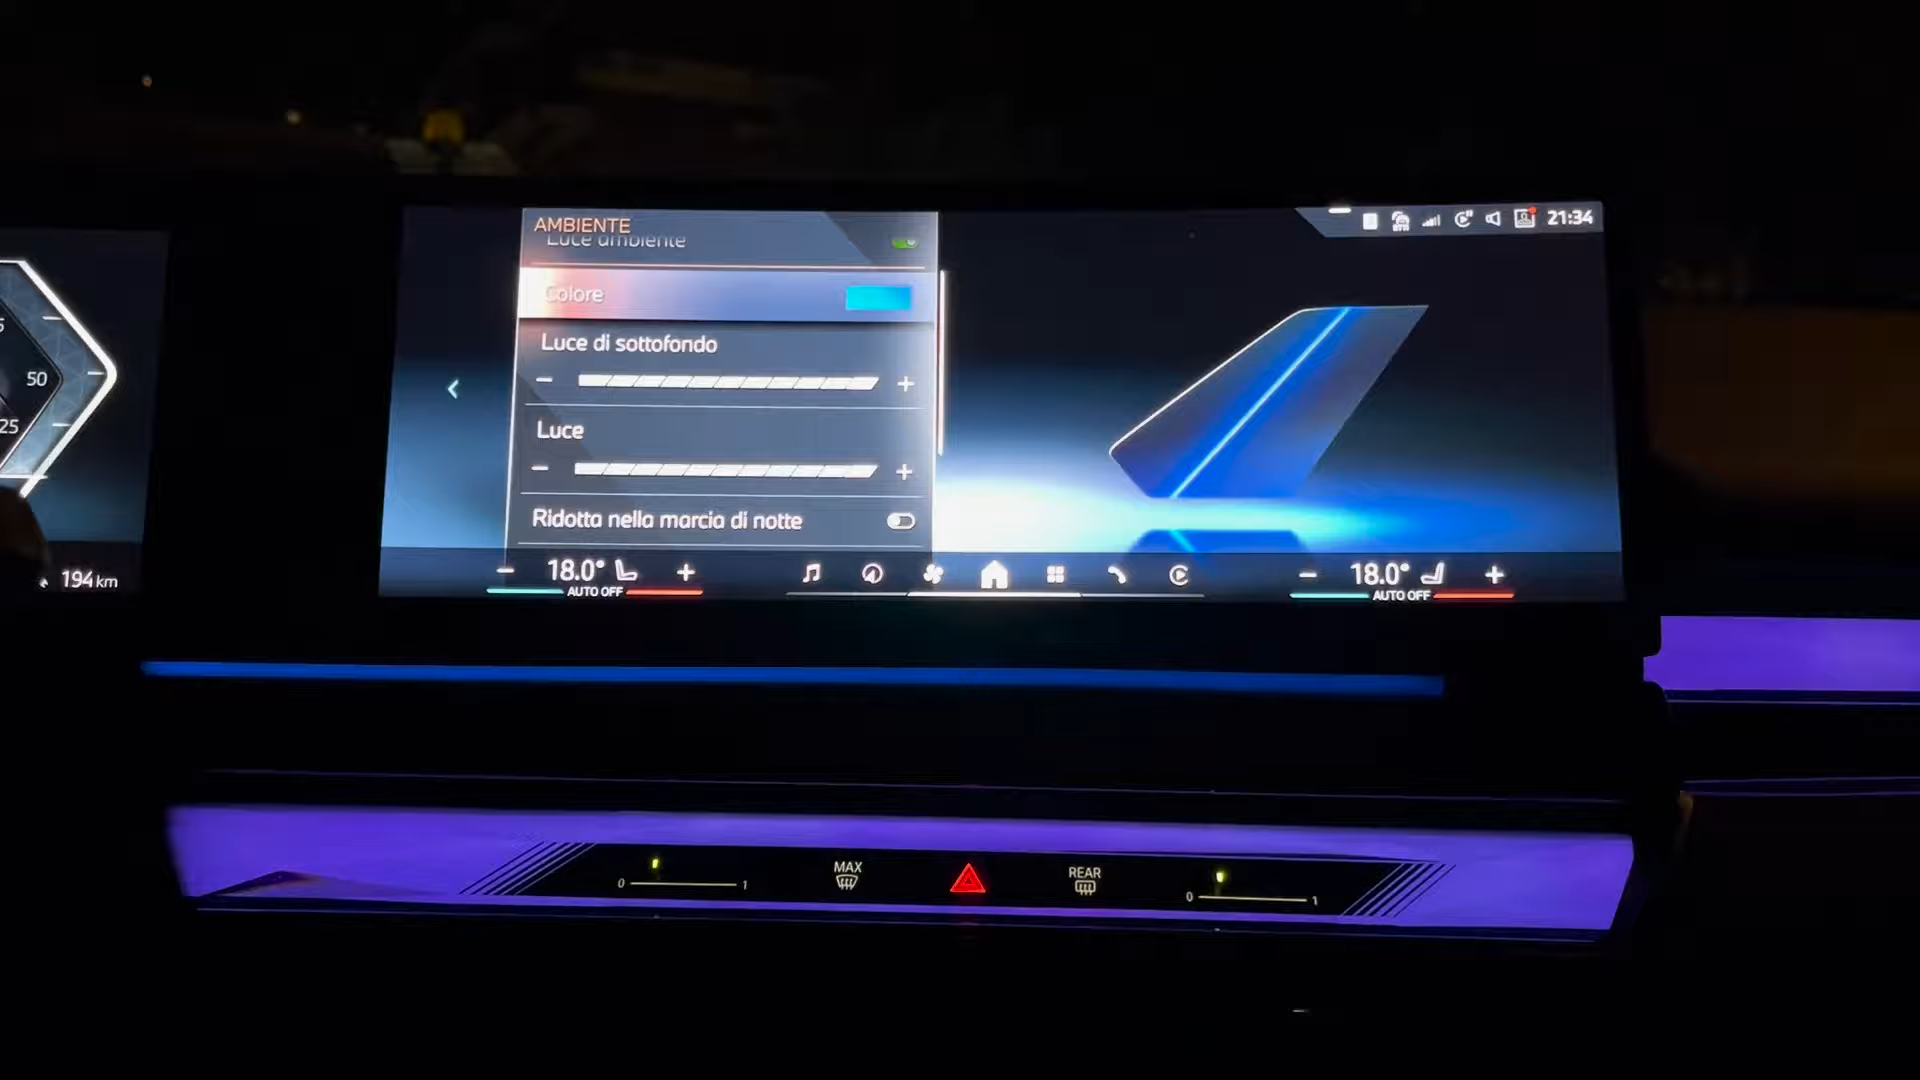 AMBIENTE
Luce ambiente
Colore
Luce di sottofondo
Luce
Ridotta nella marcia di notte
21:34
50
25
194 km
18.0°
AUTO OFF
18.0°
AUTO OFF
0
1
MAX
REAR
0
1